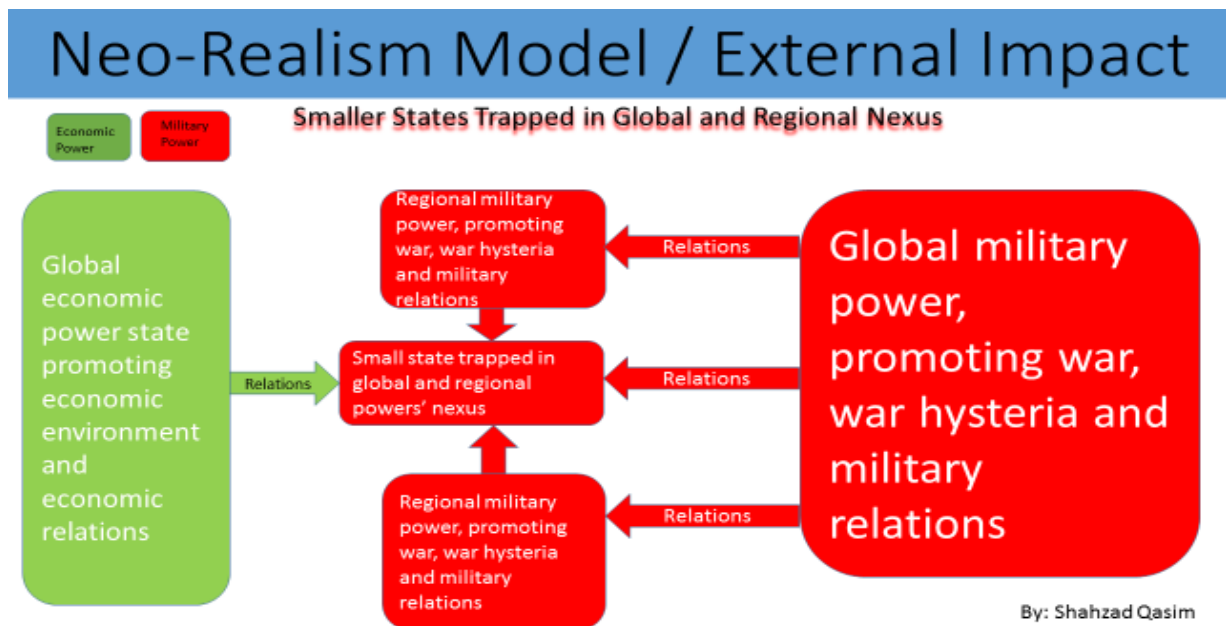 Neo-Realism Model / External Impact
Smaller States Trapped in Global and Regional Nexus
Economic
Power
Military
Power
Global
economic
power state
promoting
economic
environment
and
economic
relations
Relations
Regional military
power, promoting
war, war hysteria
and military
relations
Small state trapped in
global and regional
powers’ nexus
Regional military
power, promoting
war, war hysteria
and military
relations
Relations
Relations
Relations
Global military
power,
promoting war,
war hysteria and
military
relations
By: Shahzad Qasim